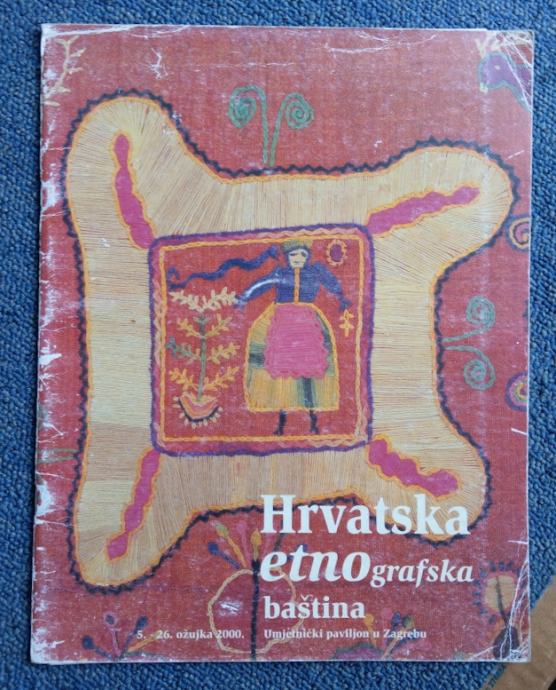 Hrvatska
etnografska
baština
5. - 26. ožujka 2000. Umjetnički paviljon u Zagrebu